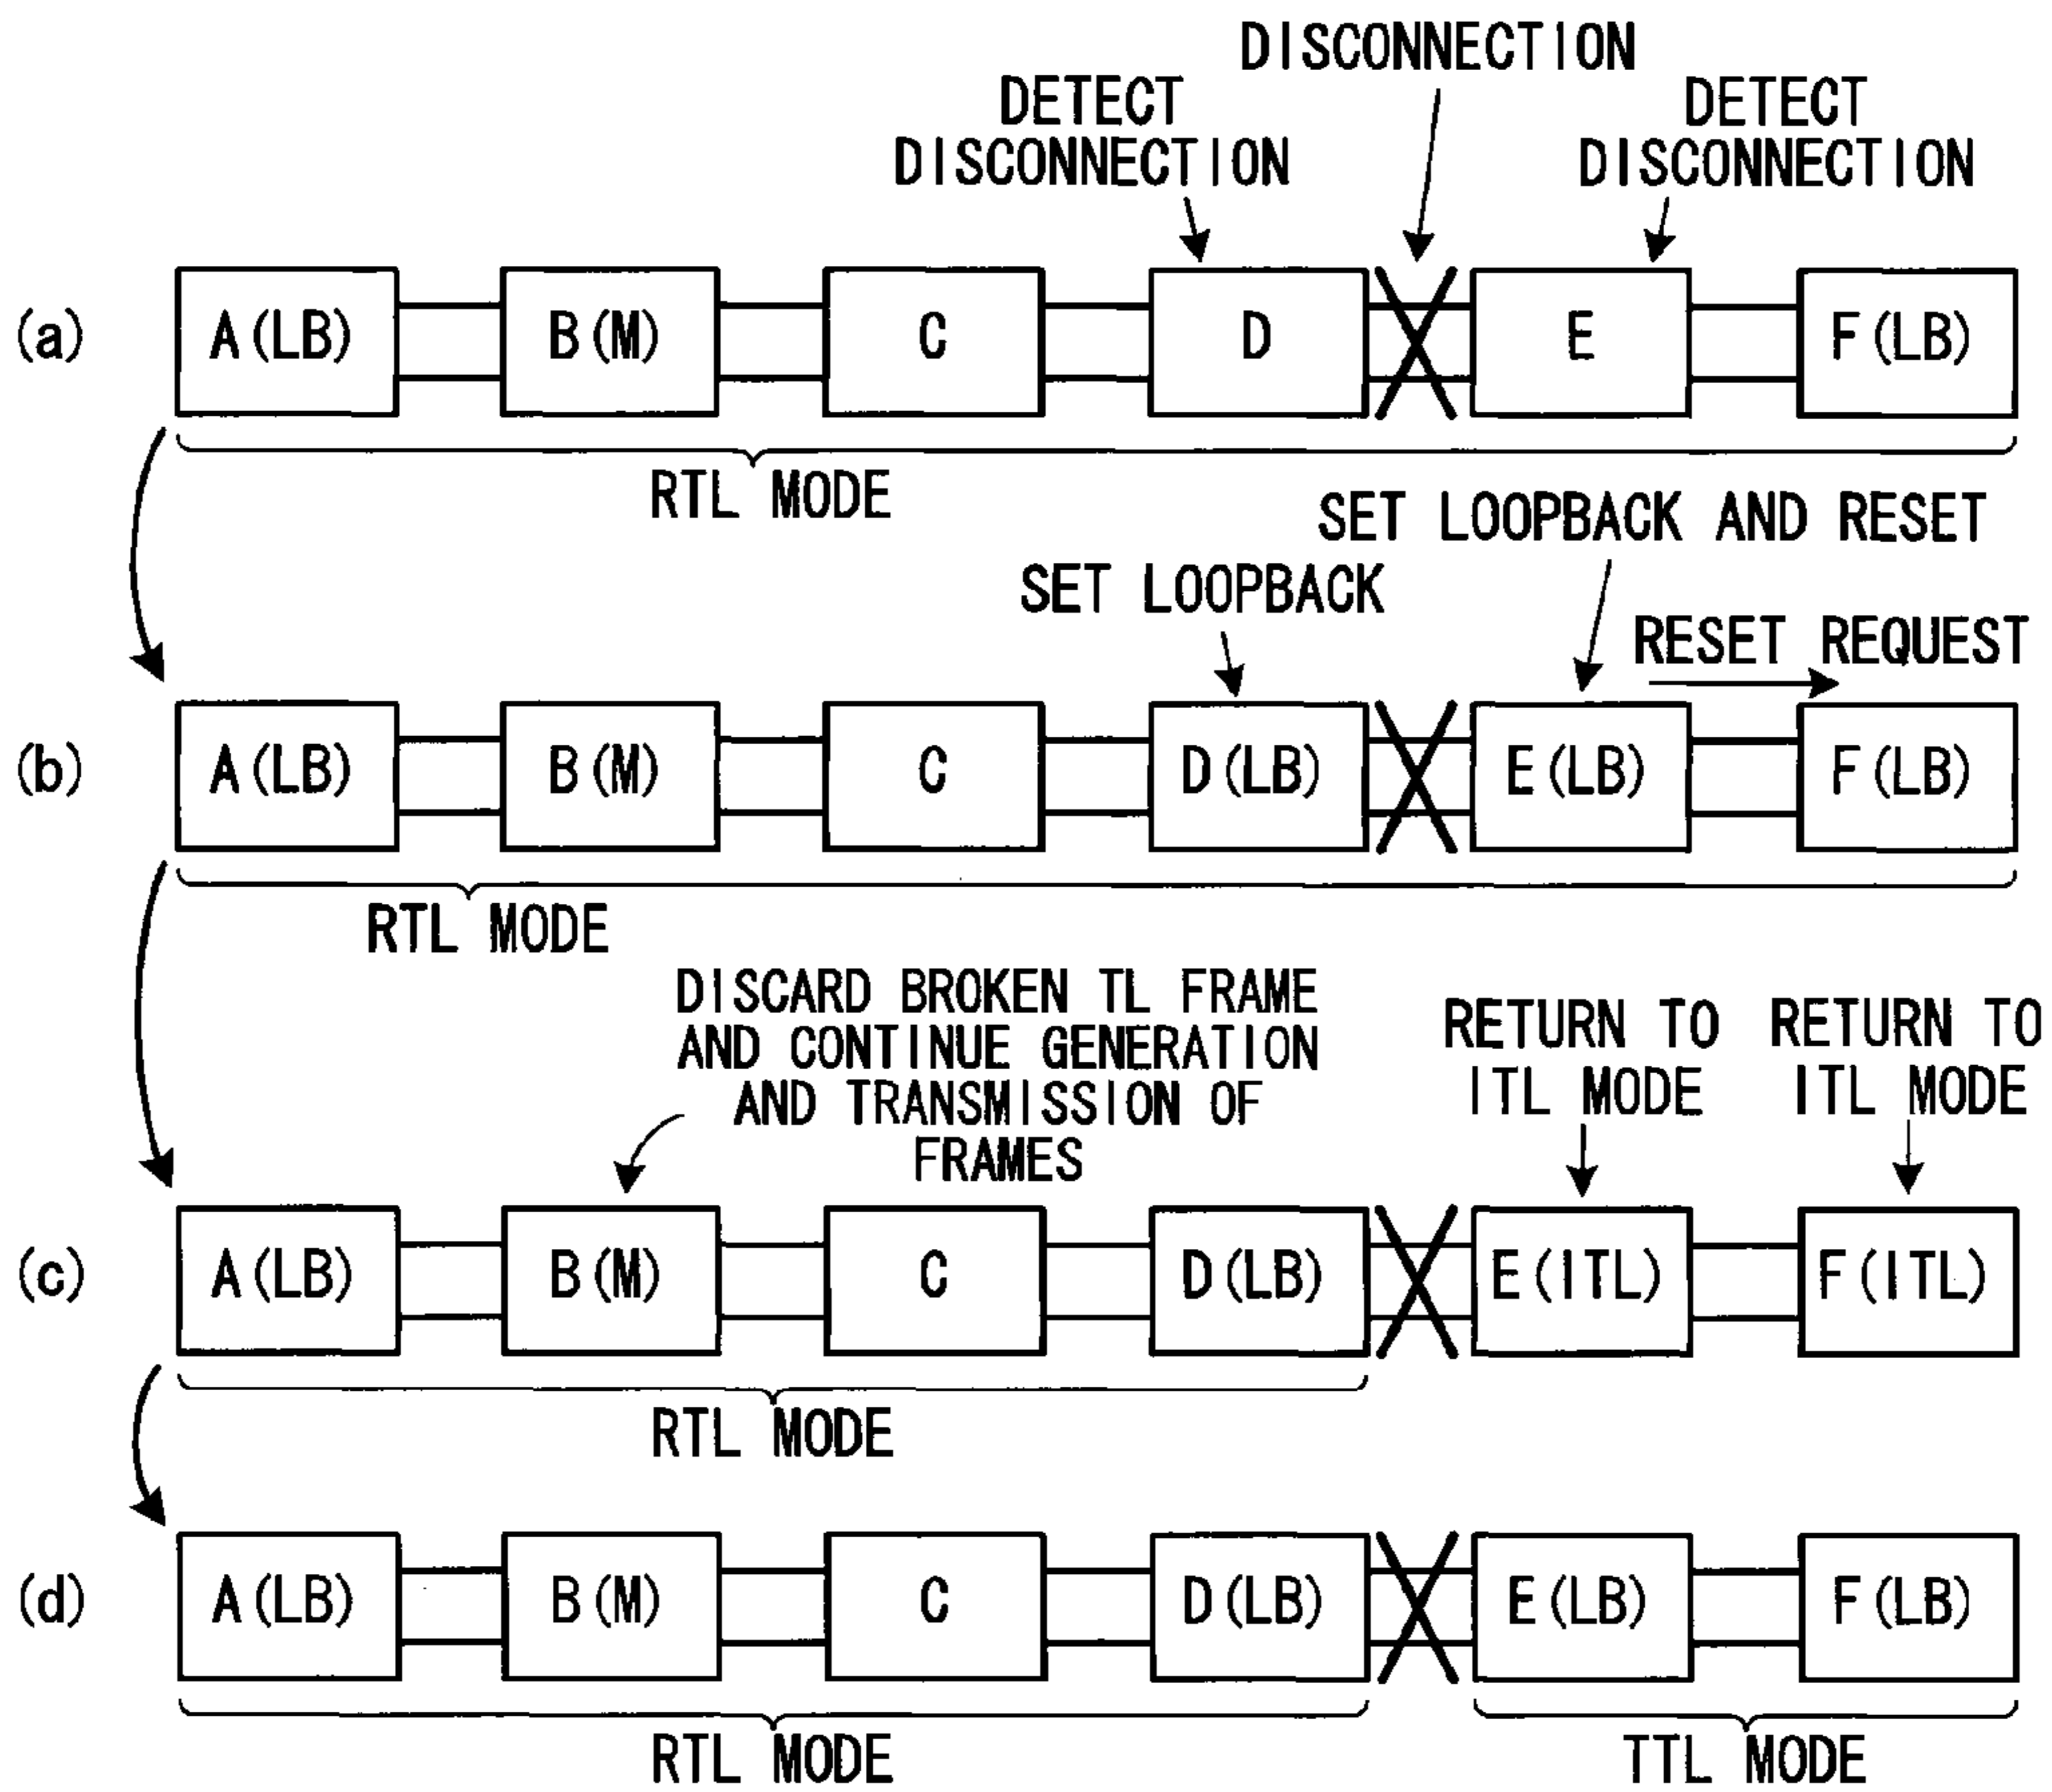 DISCONNECTION
DETECT
DISCONNECTION
DETECT
DISCONNECTION
(a)
A(LB)
B(M)
C
D
E
F(LB)
RTL MODE
SET LOOPBACK AND RESET
SET LOOPBACK
RESET REQUEST
(b)
A(LB)
B(M)
C
D(LB)
E(LB)
F(LB)
RTL MODE
DISCARD BROKEN TL FRAME
AND CONTINUE GENERATION
AND TRANSMISSION OF
FRAMES
RETURN TO
ITL MODE
RETURN TO
ITL MODE
(c)
A(LB)
B(M)
C
D(LB)
E(ITL)
F(ITL)
RTL MODE
(d)
A(LB)
B(M)
C
D(LB)
E(LB)
F(LB)
RTL MODE
TTL MODE